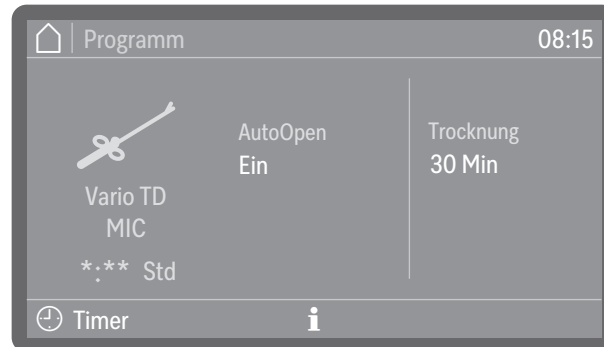 Programm
08:15
Vario TD
MIC
*:** Std
AutoOpen
Ein
Trocknung
30 Min
Timer
i